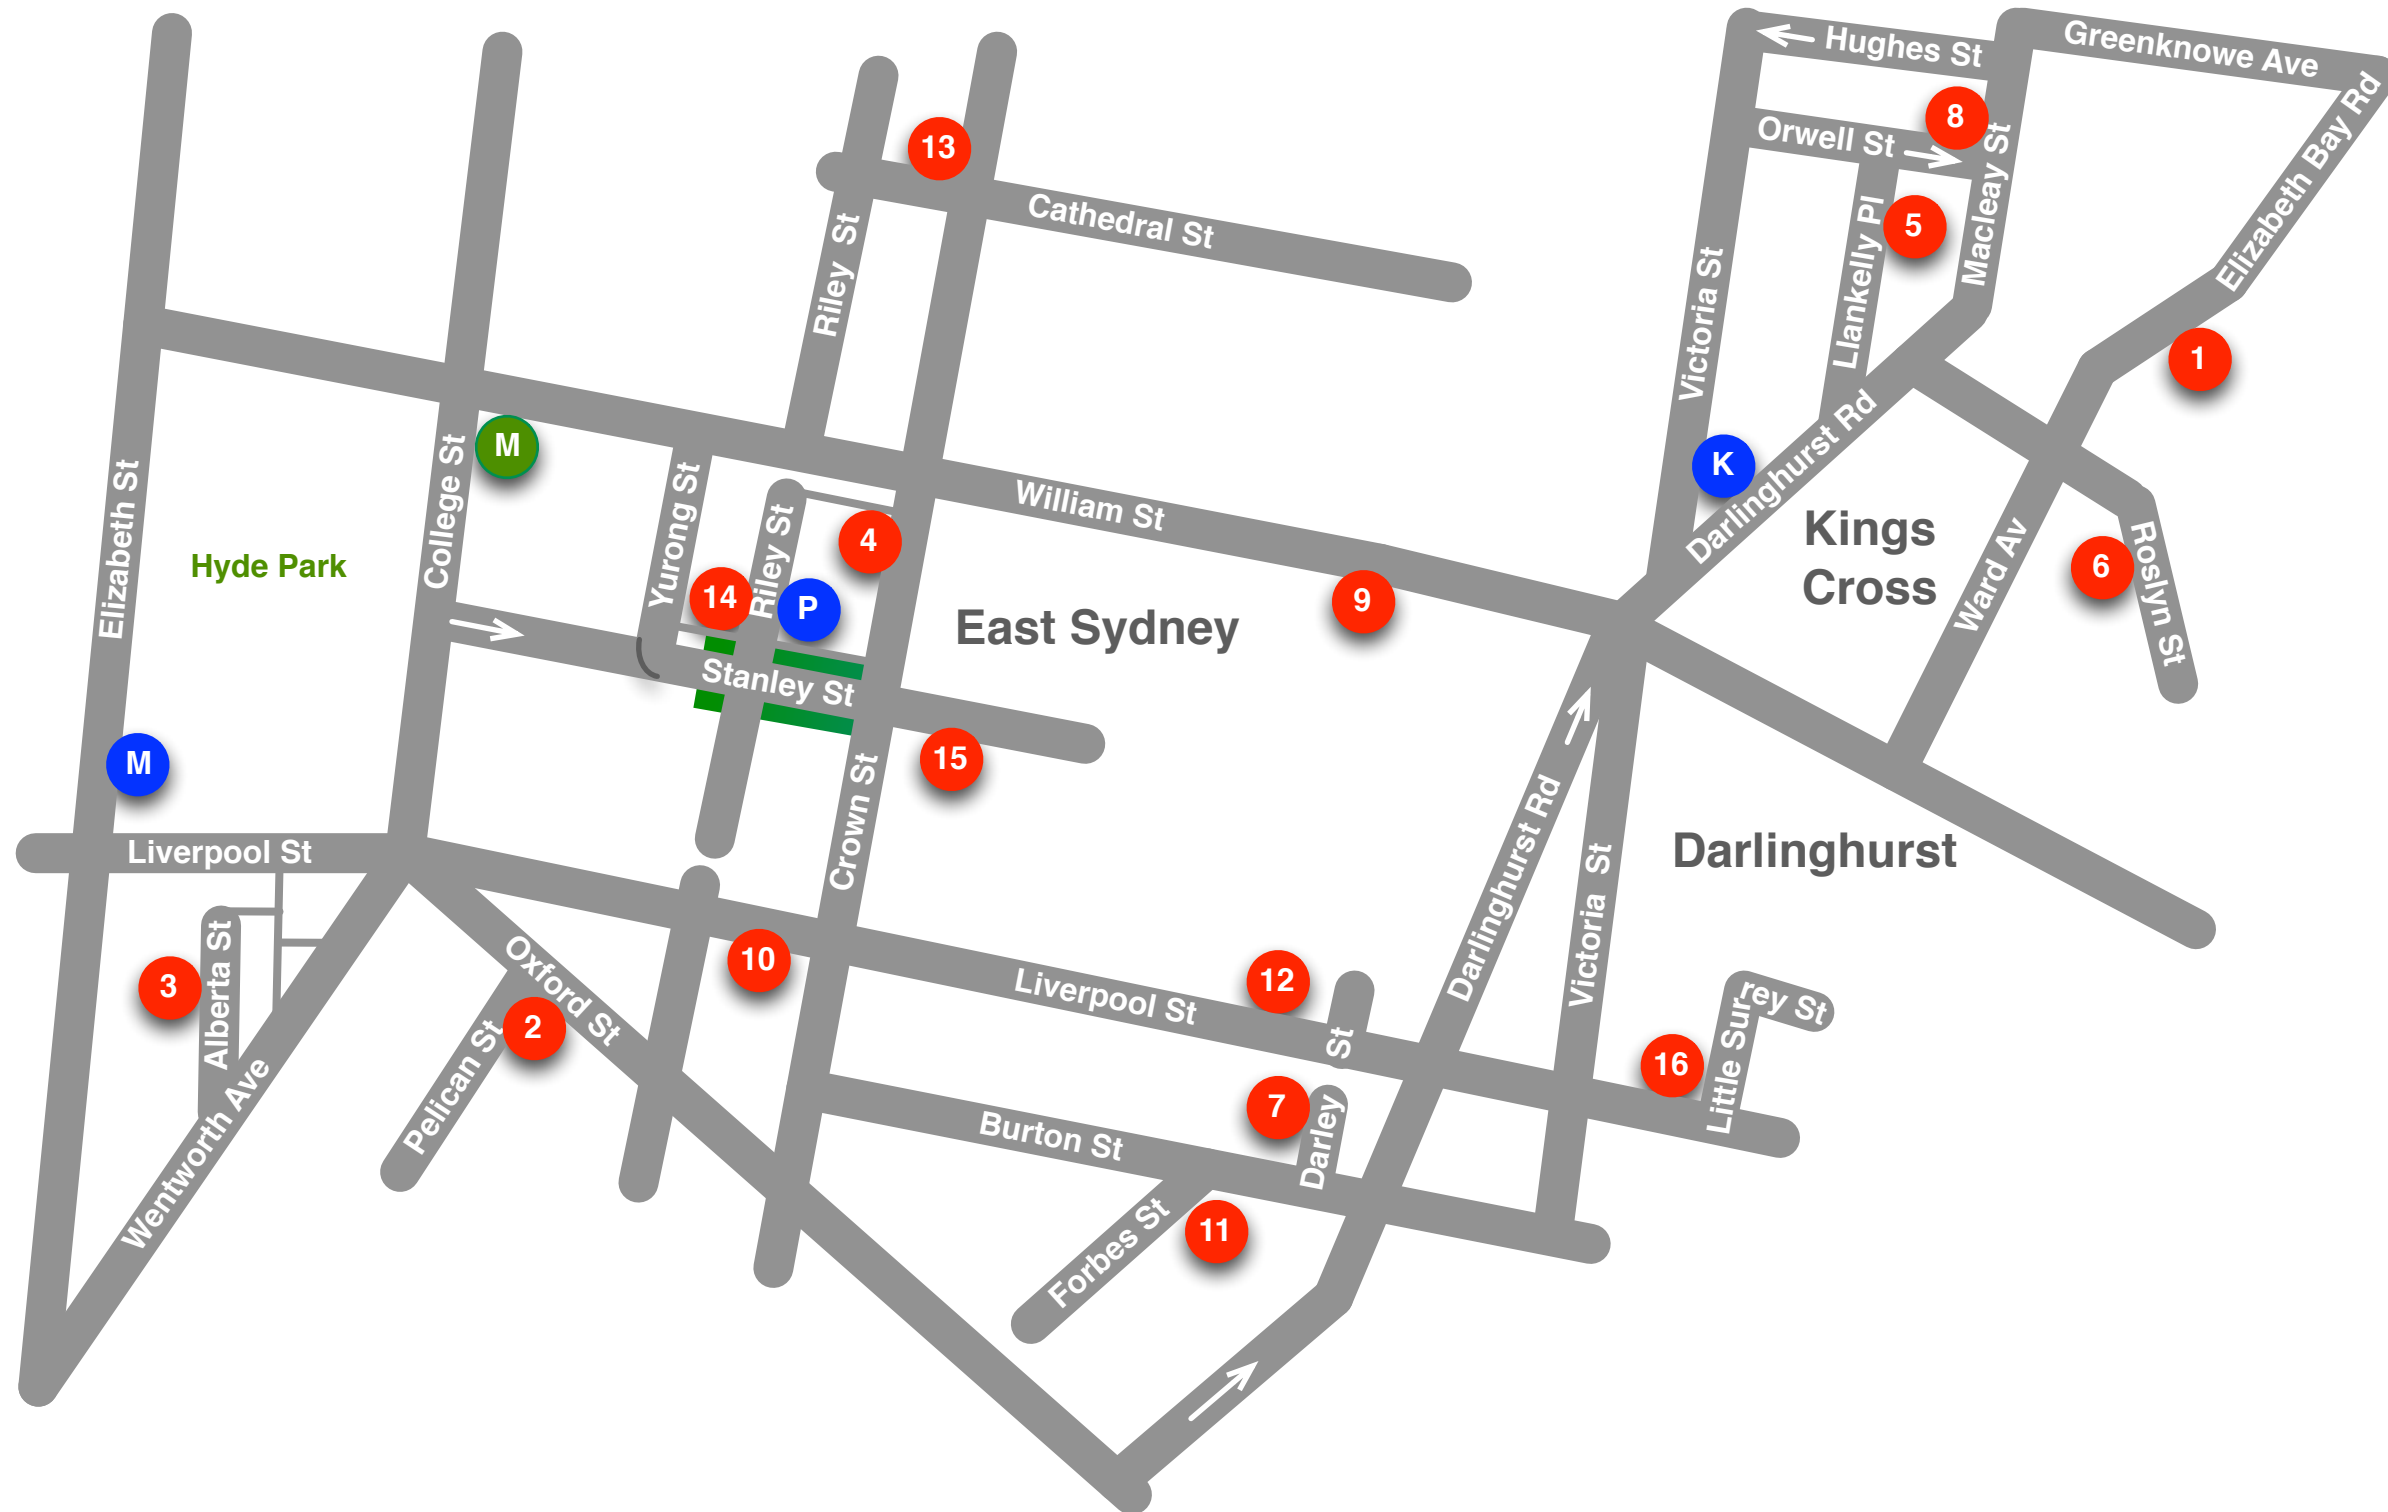 Hughes St
Greenknowe Ave
8
Orwell St
Macleay St
Elizabeth Bay Rd
13
Cathedral St
Riley St
5
Llankelly Pl
Victoria St
1
M
K
Darlinghurst Rd
William St
Kings
Cross
Elizabeth St
College St
Yurong St
Riley St
4
Hyde Park
14
P
East Sydney
9
6
Roslyn St
Ward Av
Stanley St
M
15
Crown St
Darlinghurst Rd
Victoria St
Darlinghurst
Liverpool St
Alberta St
3
Oxford St
2
Pelican St
10
Liverpool St
12
St
Darley
7
16
Little Surrey St
Wentworth Ave
Burton St
11
Forbes St